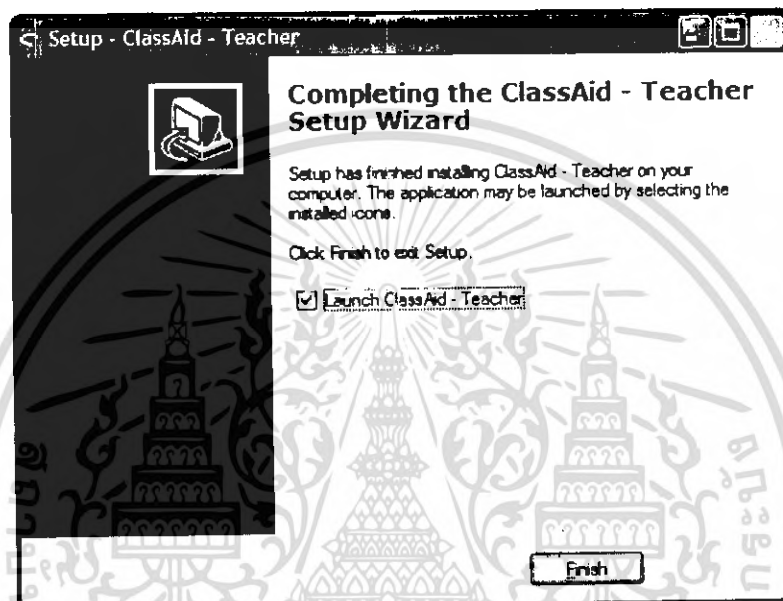 Setup - ClassAid - Teacher
Completing the ClassAid - Teacher
Setup Wizard
Setup has finished installing ClassAid - Teacher on your
computer. The application may be launched by selecting the
installed icons.
Click Finish to exit Setup.
Launch ClassAid - Teacher
Finish